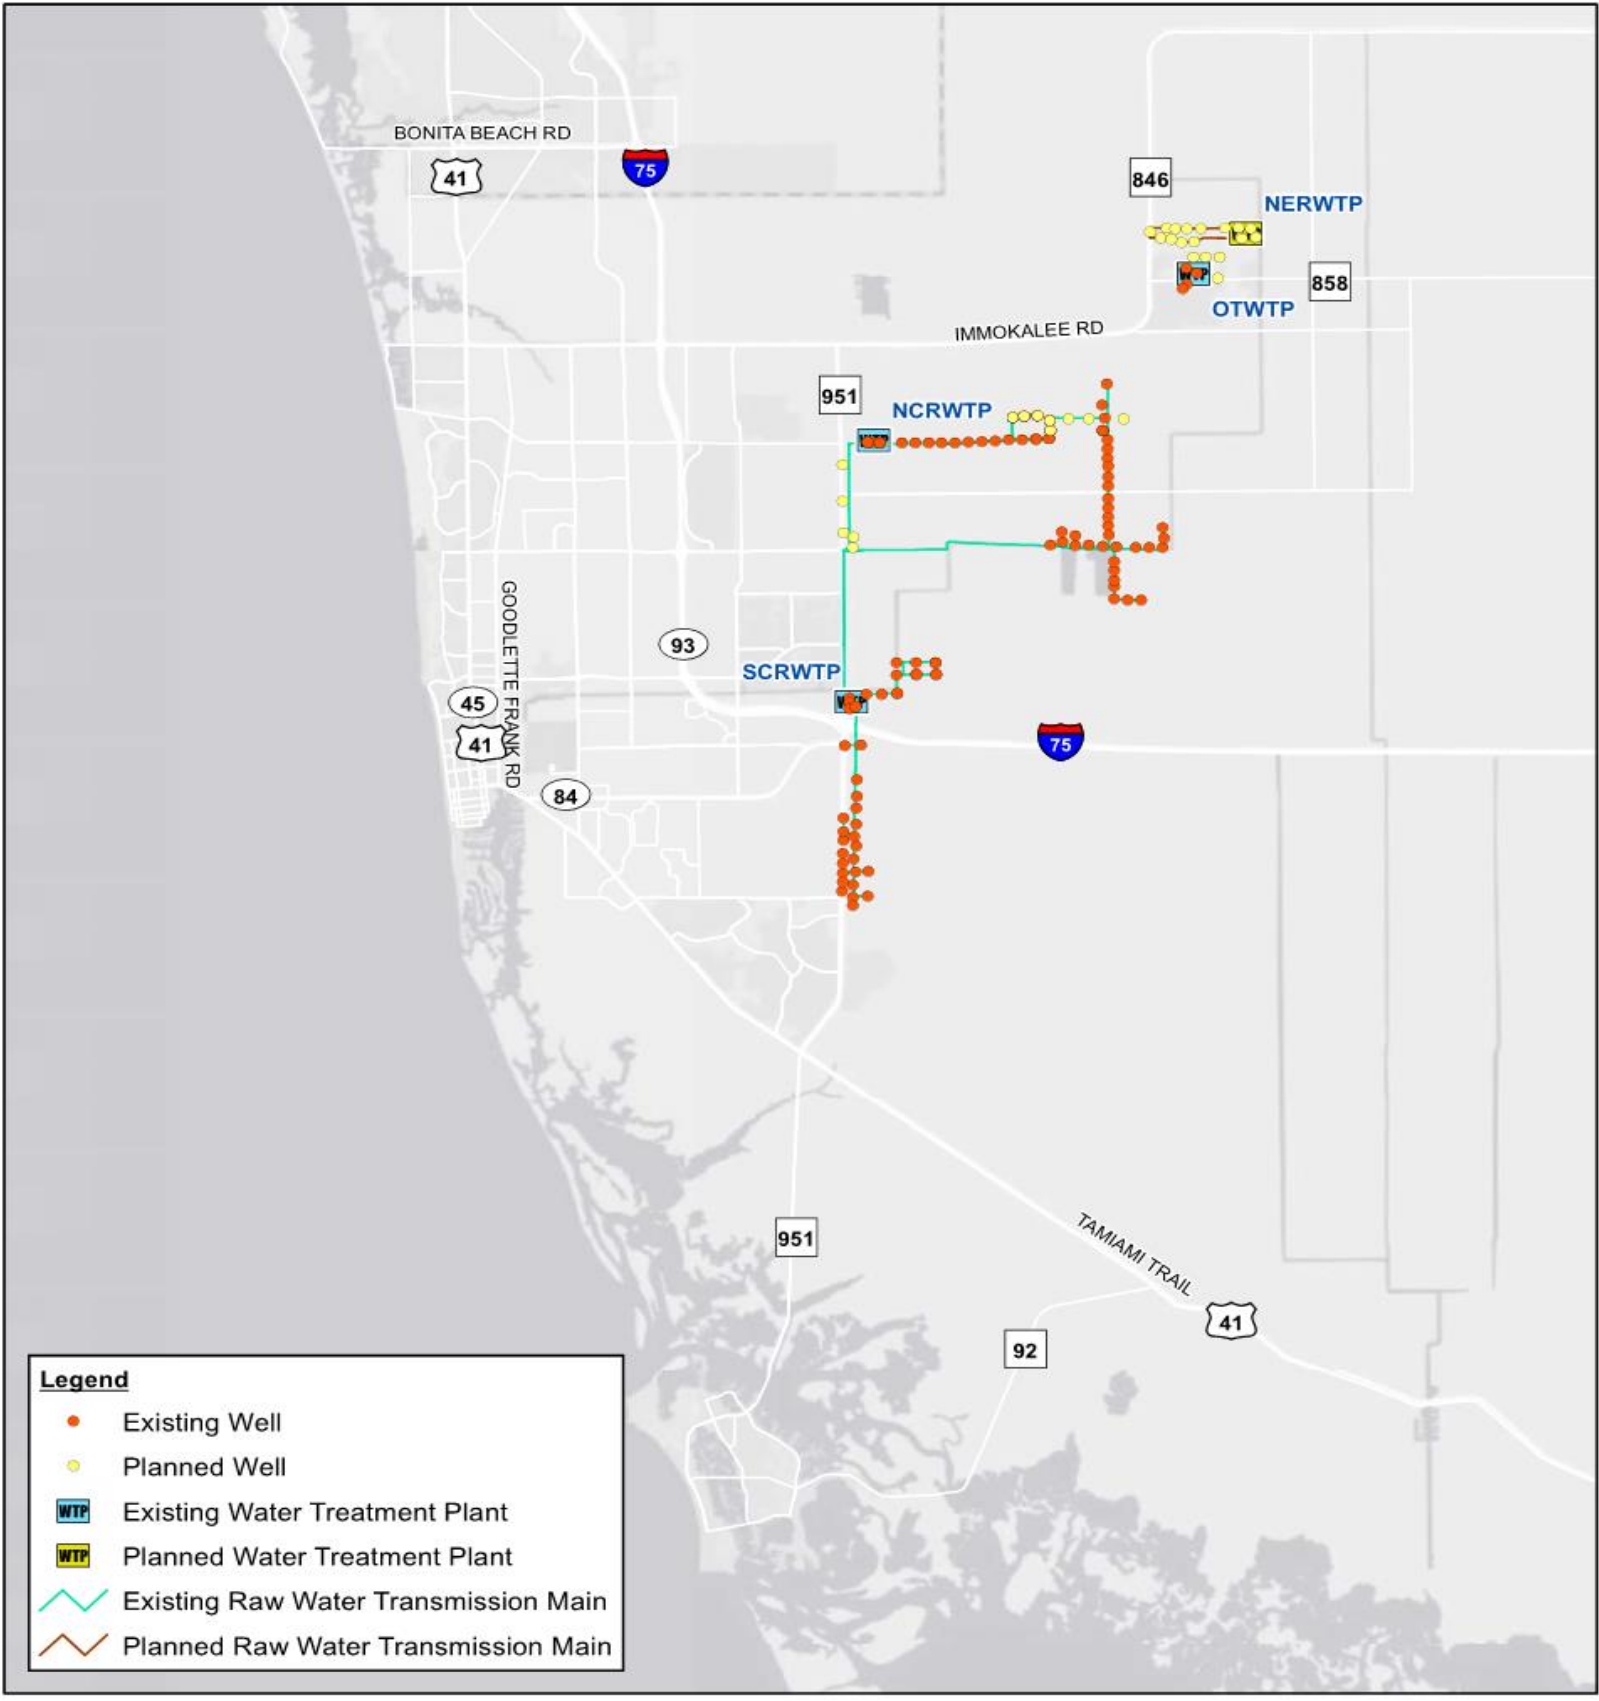 BONITA BEACH RD
41
75
846
NERWTP
858
OTWTP
IMMOKALEE RD
951
NCRWTP
WTP
GOODLETTE FRANK RD
93
SCRWTP
45
41
84
75
951
TAMIAMI TRAIL
41
92
Legend
Existing Well
Planned Well
WTP Existing Water Treatment Plant
WTP Planned Water Treatment Plant
Existing Raw Water Transmission Main
Planned Raw Water Transmission Main